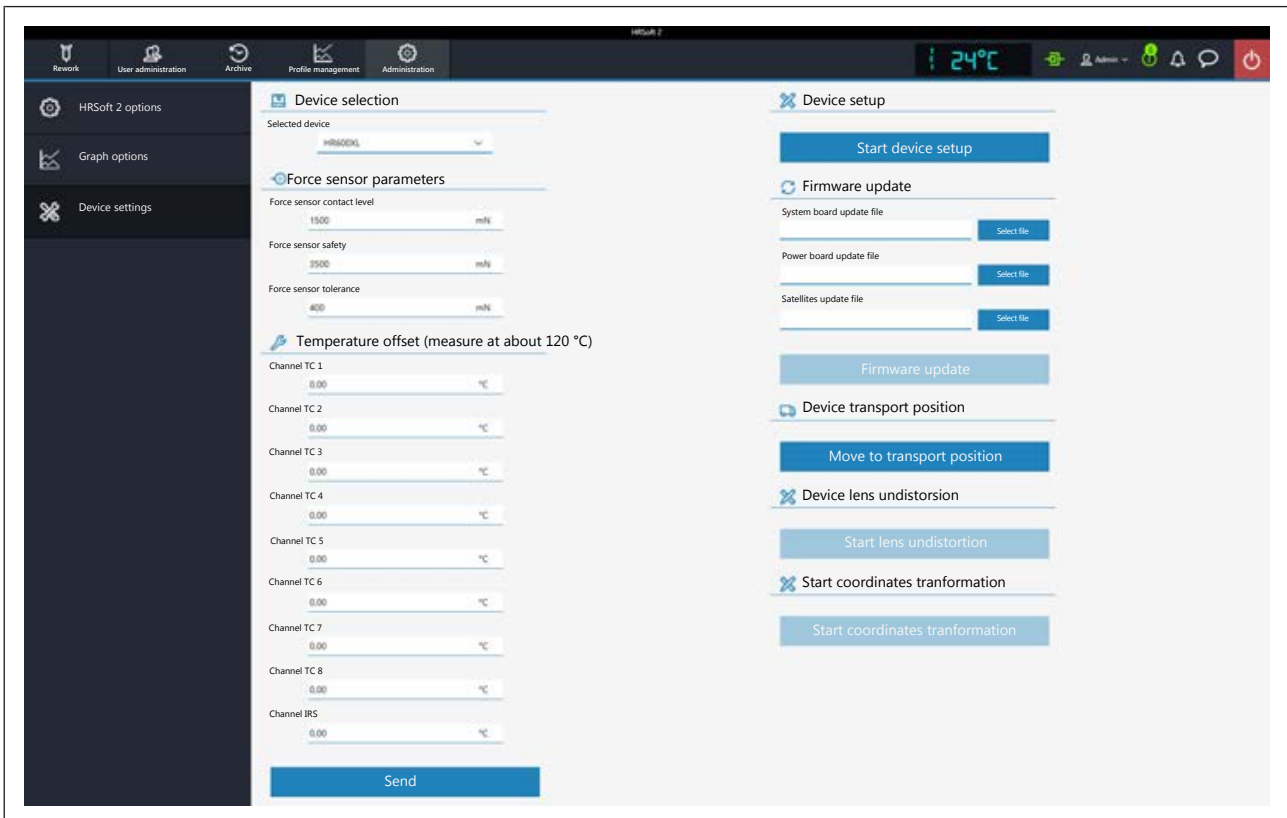 HRSoft 2
Rework User administration Archive Profile management Administration
24°C
Admin
HRSoft 2 options
Graph options
Device settings
Device selection
Selected device
HR600XL
Force sensor parameters
Force sensor contact level
1500 mN
Force sensor safety
3500 mN
Force sensor tolerance
400 mN
Temperature offset (measure at about 120 °C)
Channel TC 1
0.00 °C
Channel TC 2
0.00 °C
Channel TC 3
0.00 °C
Channel TC 4
0.00 °C
Channel TC 5
0.00 °C
Channel TC 6
0.00 °C
Channel TC 7
0.00 °C
Channel TC 8
0.00 °C
Channel IRS
0.00 °C
Send
Device setup
Start device setup
Firmware update
System board update file
Select file
Power board update file
Select file
Satellites update file
Select file
Firmware update
Device transport position
Move to transport position
Device lens undistorsion
Start lens undistortion
Start coordinates tranformation
Start coordinates tranformation